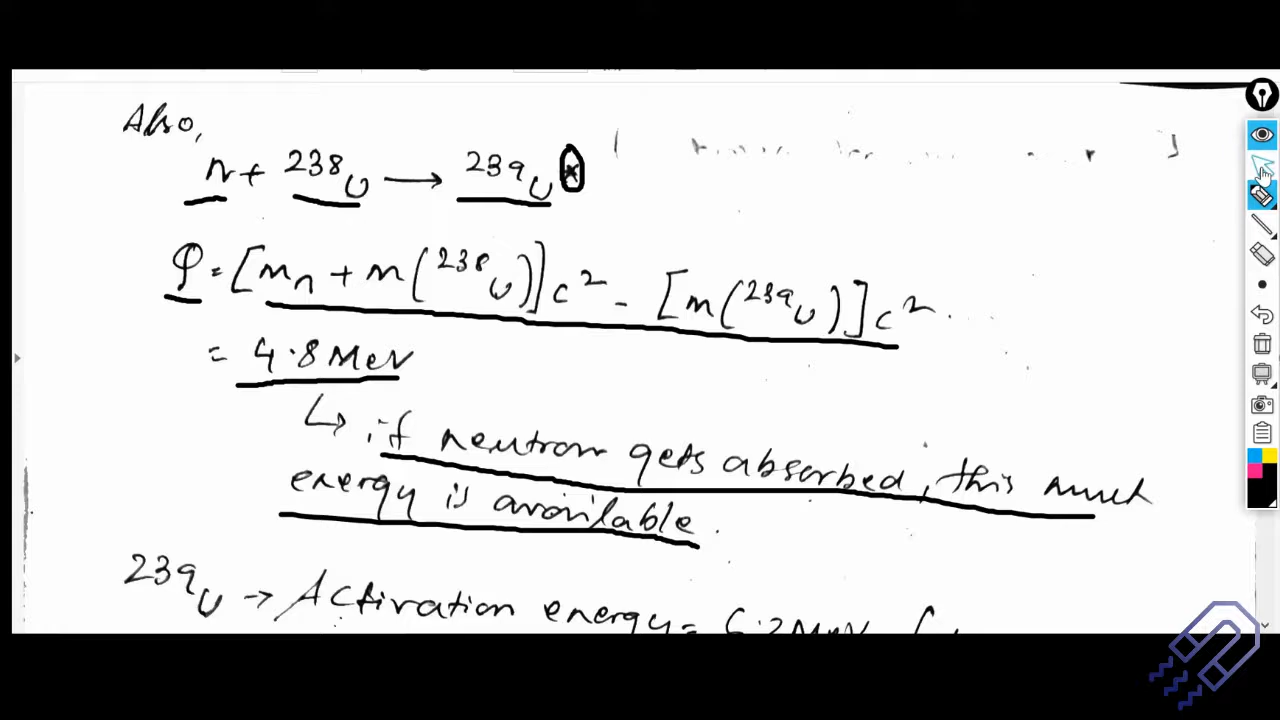 Also,
n + 238U → 239U*
Q = [mn + m(238U)]c2 - [m(239U)]c2
= 4.8 MeV
↳ if neutron gets absorbed, this much
energy is available.
239U → Activation energy =